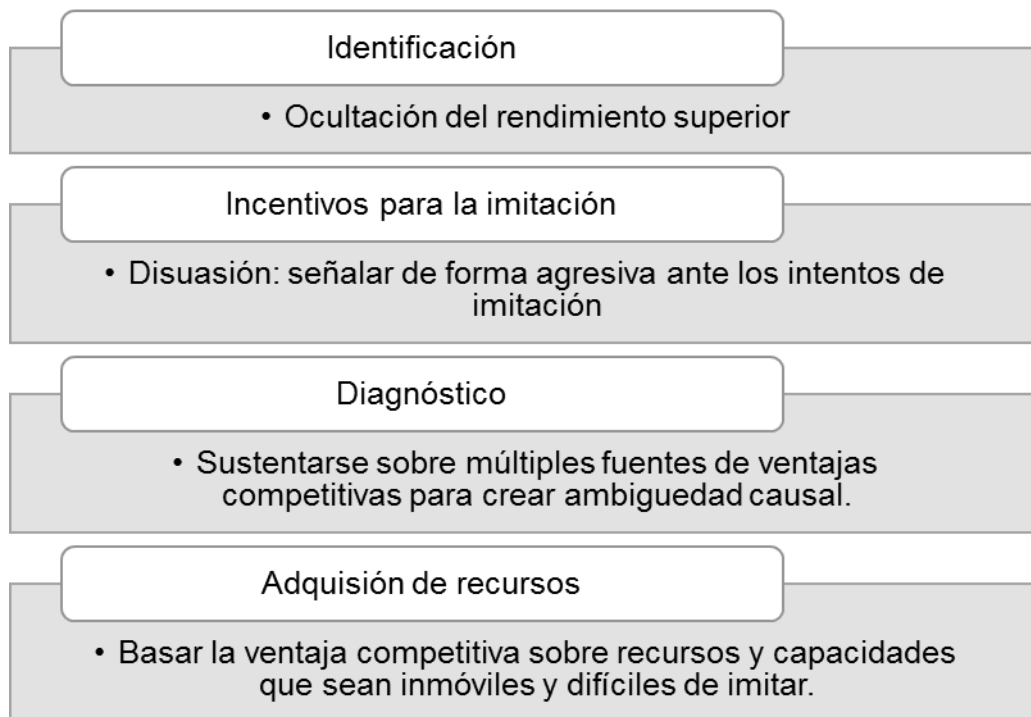 Identificación
• Ocultación del rendimiento superior
Incentivos para la imitación
• Disuasión: señalar de forma agresiva ante los intentos de
imitación
Diagnóstico
• Sustentarse sobre múltiples fuentes de ventajas
competitivas para crear ambiguedad causal.
Adquisión de recursos
• Basar la ventaja competitiva sobre recursos y capacidades
que sean inmóviles y difíciles de imitar.